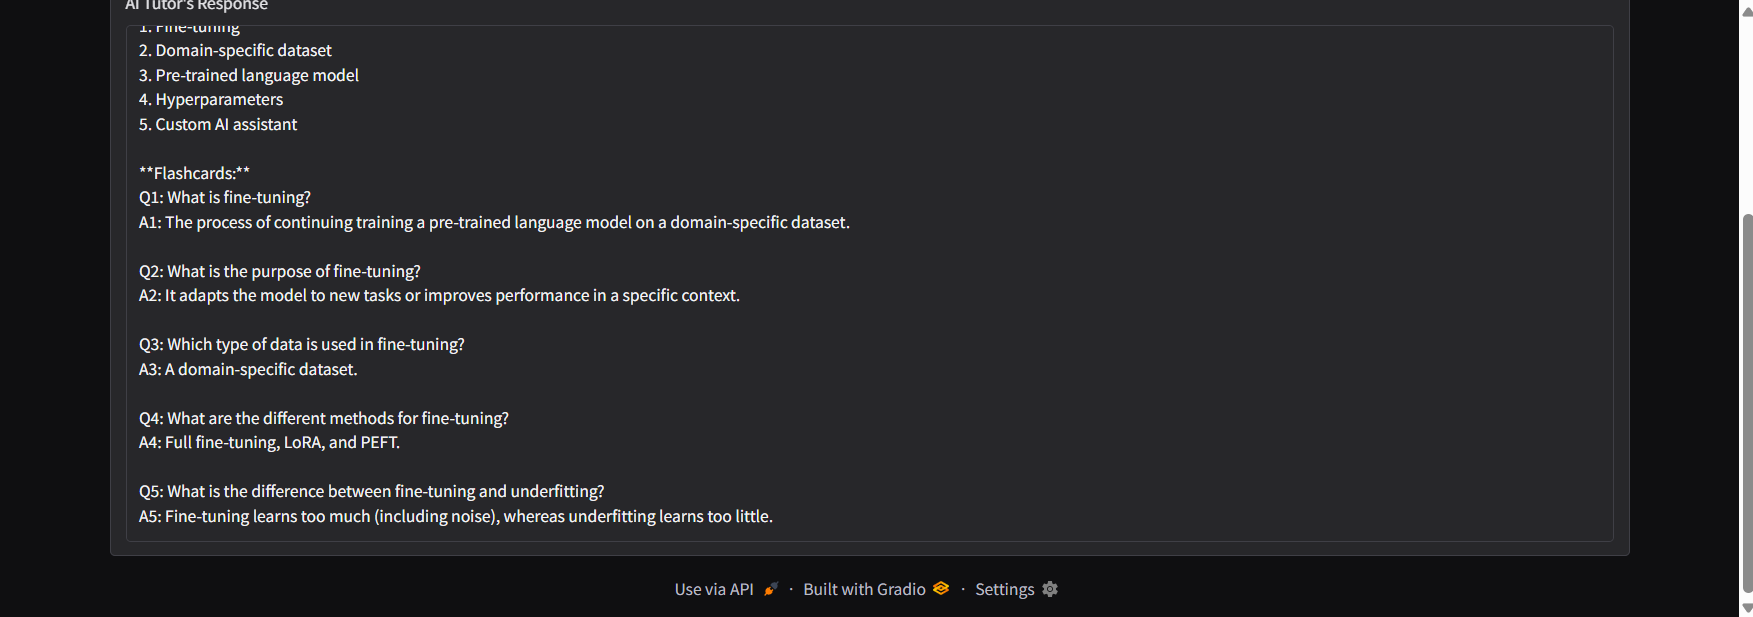 AI Tutor's Response
1. Fine-tuning
2. Domain-specific dataset
3. Pre-trained language model
4. Hyperparameters
5. Custom AI assistant
**Flashcards:**
Q1: What is fine-tuning?
A1: The process of continuing training a pre-trained language model on a domain-specific dataset.
Q2: What is the purpose of fine-tuning?
A2: It adapts the model to new tasks or improves performance in a specific context.
Q3: Which type of data is used in fine-tuning?
A3: A domain-specific dataset.
Q4: What are the different methods for fine-tuning?
A4: Full fine-tuning, LoRA, and PEFT.
Q5: What is the difference between fine-tuning and underfitting?
A5: Fine-tuning learns too much (including noise), whereas underfitting learns too little.
Use via API · Built with Gradio · Settings